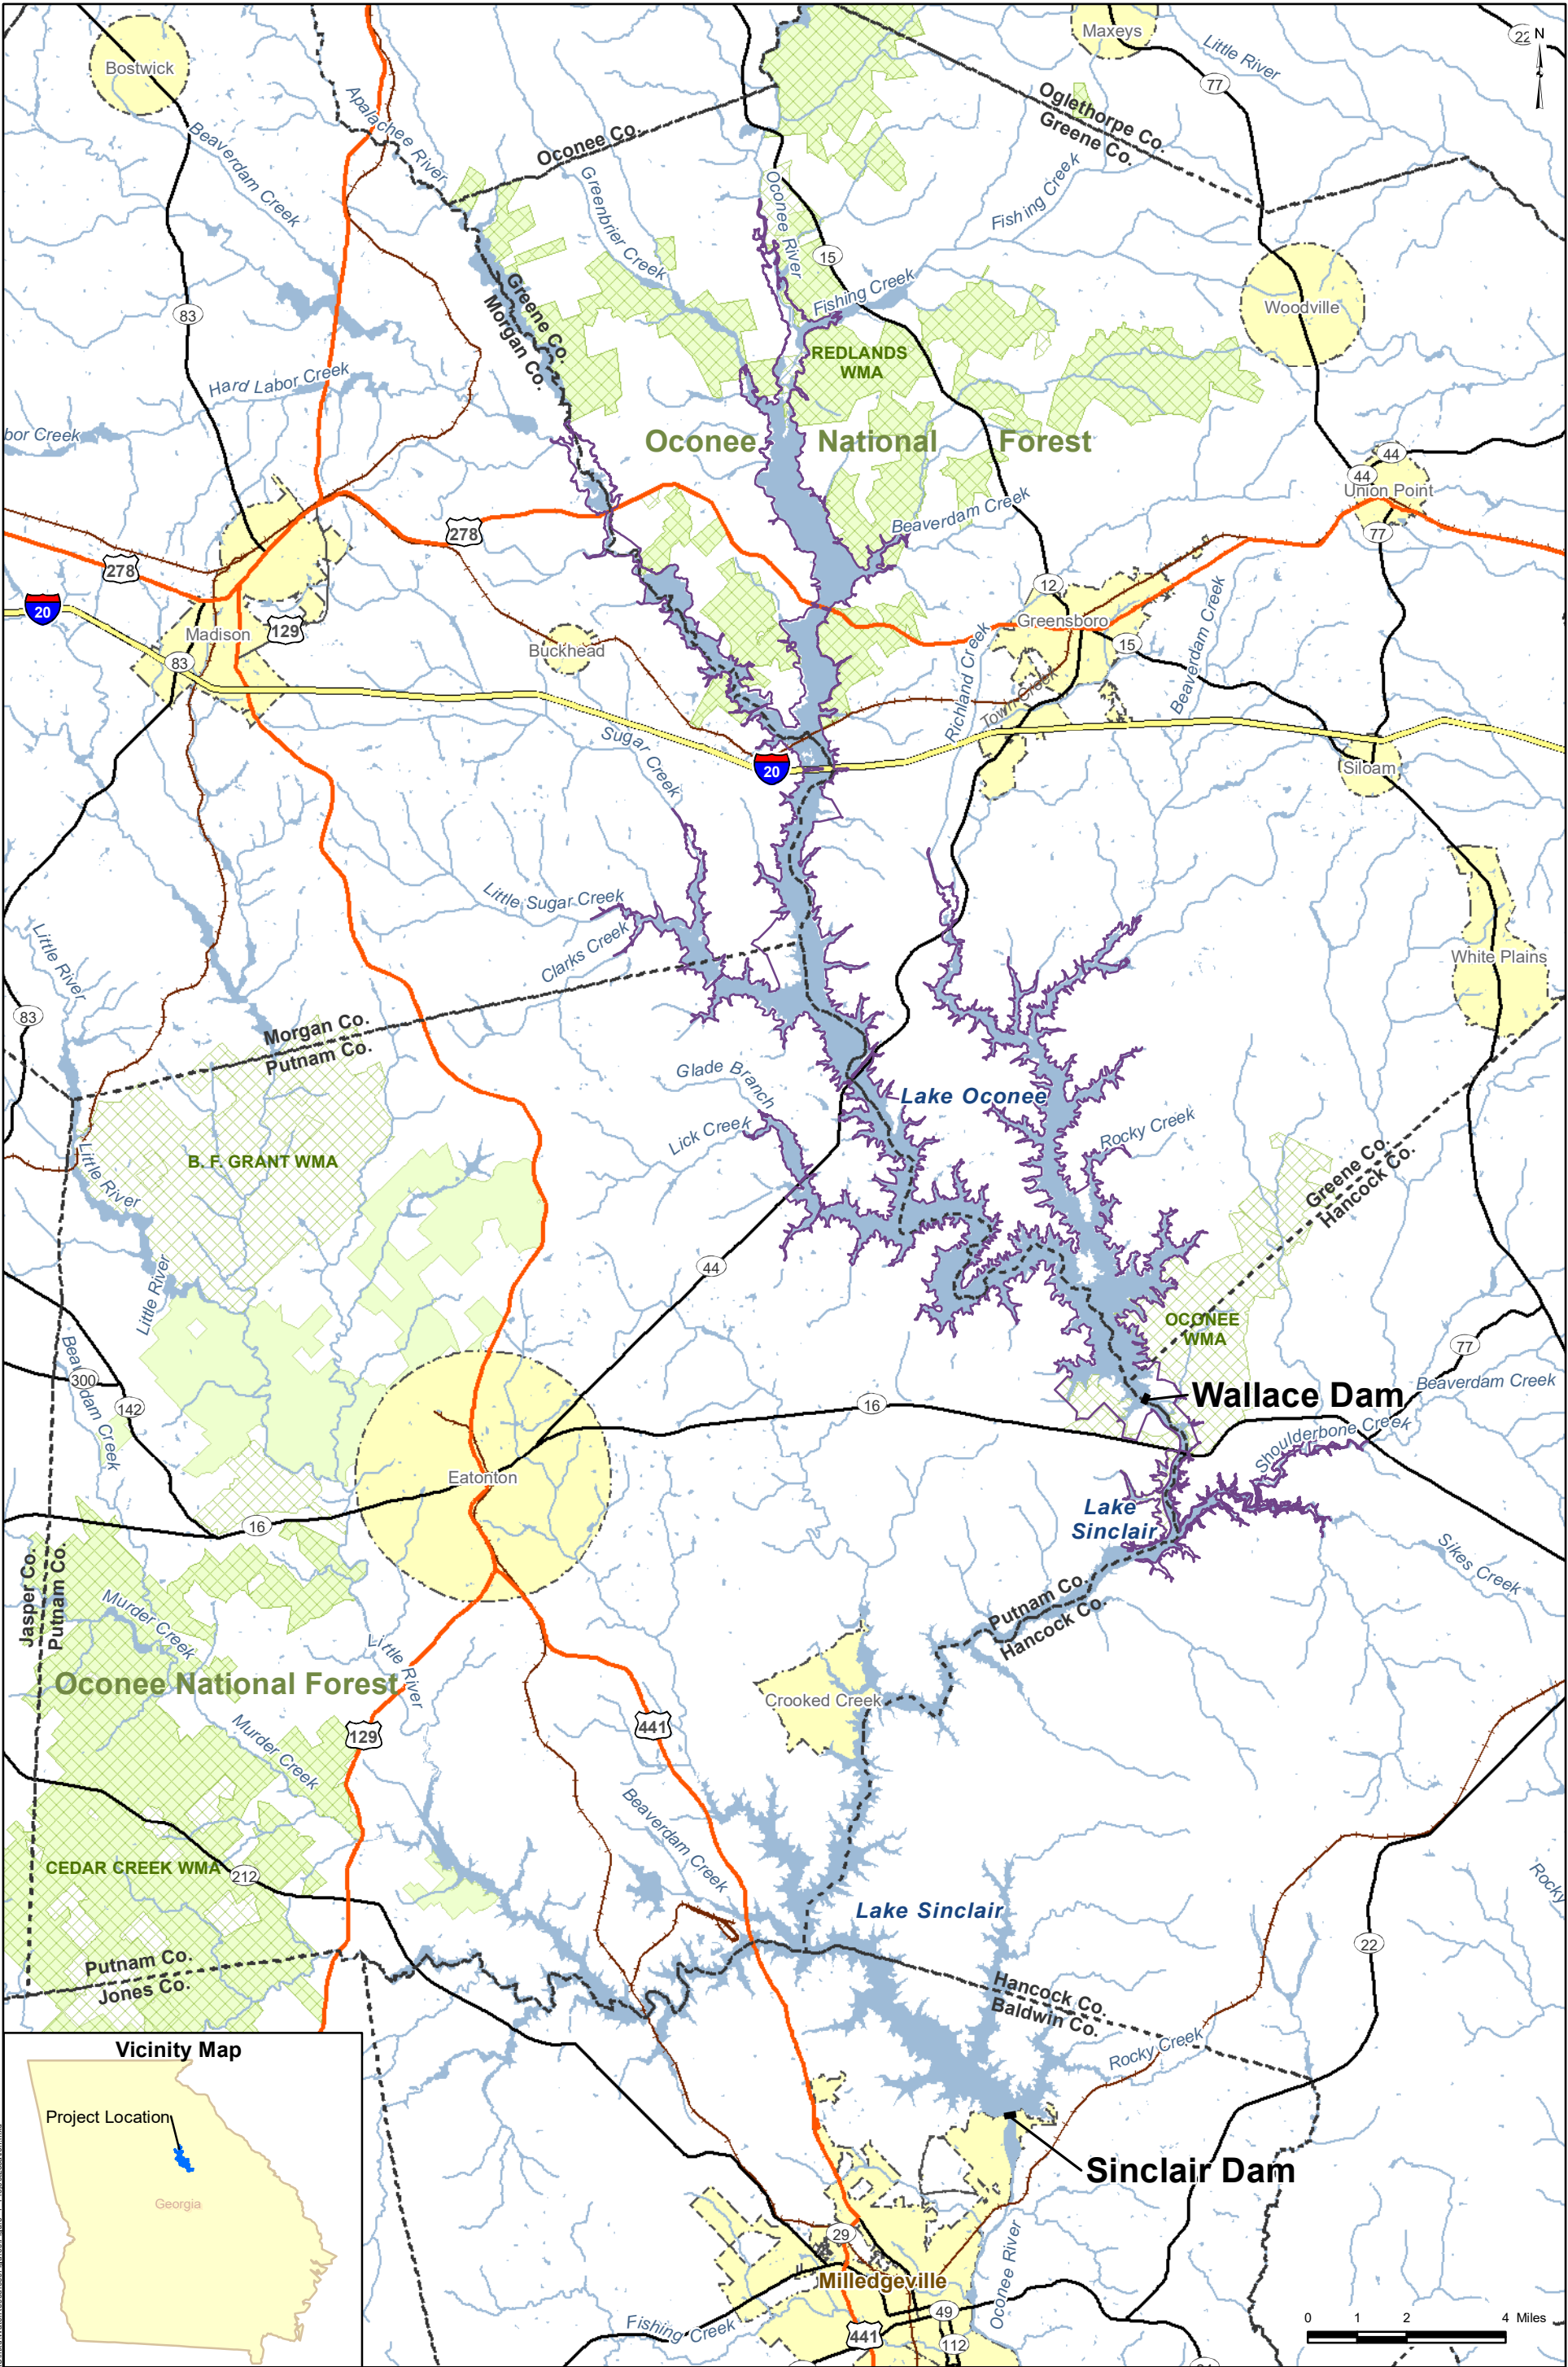 Bostwick
Maxeys
Little River
22
N
77
Apalachee River
Beaverdam Creek
Oconee Co.
Oglethorpe Co.
Greene Co.
Greenbrier Creek
Oconee River
Fishing Creek
15
Fishing Creek
83
Greene Co.
Morgan Co.
Woodville
REDLANDS
WMA
Hard Labor Creek
bor Creek
Oconee National Forest
44
44
Union Point
77
Beaverdam Creek
278
278
20
129
Madison
83
Buckhead
12
Greensboro
15
Richland Creek
Town Creek
Beaverdam Creek
Sugar Creek
20
Siloam
Little Sugar Creek
Clarks Creek
Little River
83
White Plains
Morgan Co.
Putnam Co.
Glade Branch
Lick Creek
Lake Oconee
Rocky Creek
B. F. GRANT WMA
Little River
Greene Co.
Hancock Co.
Little River
44
OCONEE
WMA
77
Beaverdam Creek
300
142
Beaverdam Creek
16
Wallace Dam
Shoulderbone Creek
Eatonton
16
Lake
Sinclair
Sikes Creek
Jasper Co.
Putnam Co.
Murder Creek
Putnam Co.
Hancock Co.
Little River
Oconee National Forest
Crooked Creek
129
441
Murder Creek
Beaverdam Creek
CEDAR CREEK WMA
212
Rocky
Lake Sinclair
22
Putnam Co.
Jones Co.
Hancock Co.
Baldwin Co.
Rocky Creek
Vicinity Map
Project Location
Georgia
Sinclair Dam
29
Milledgeville
Oconee River
Fishing Creek
49
441
112
0 1 2 4 Miles